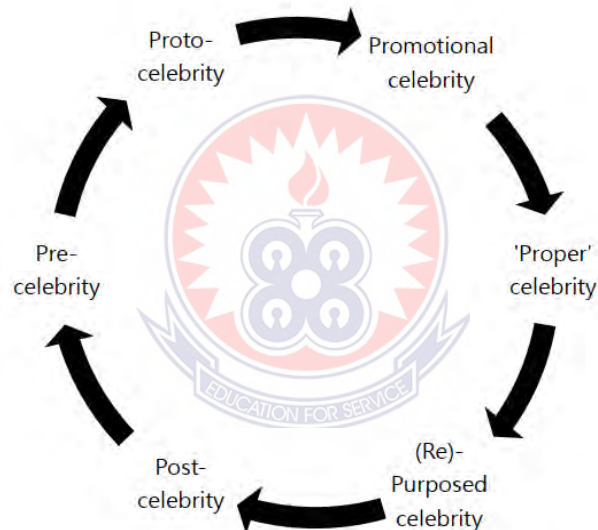 Proto-
celebrity
Promotional
celebrity
'Proper'
celebrity
(Re)-
Purposed
celebrity
Post-
celebrity
Pre-
celebrity
EDUCATION FOR SERVICE